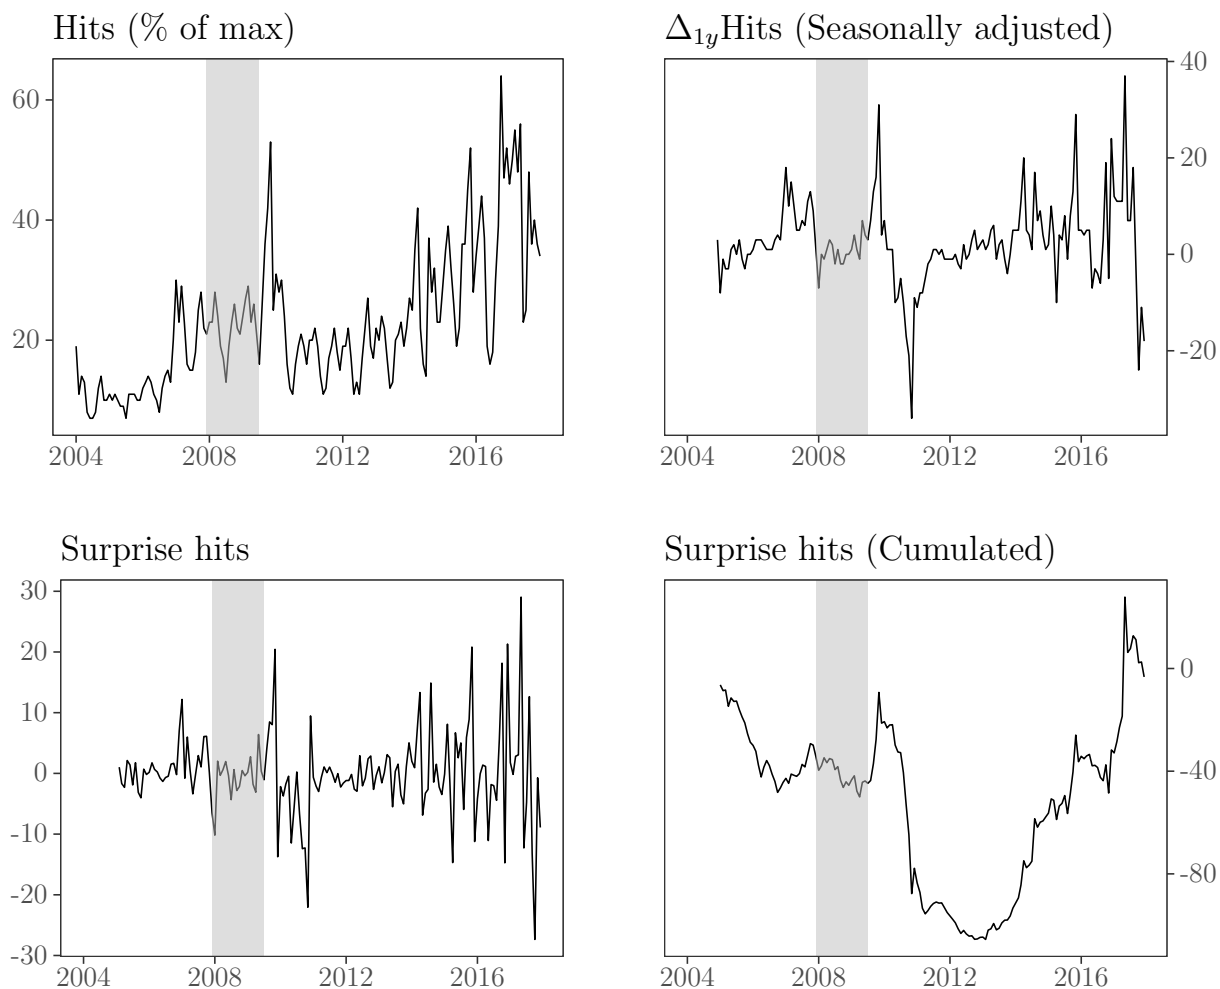 Hits (% of max)
60
40
20
2004 2008 2012 2016
Δ1yHits (Seasonally adjusted)
40
20
0
-20
2004 2008 2012 2016
Surprise hits
30
20
10
0
-10
-20
-30
2004 2008 2012 2016
Surprise hits (Cumulated)
0
-40
-80
2004 2008 2012 2016